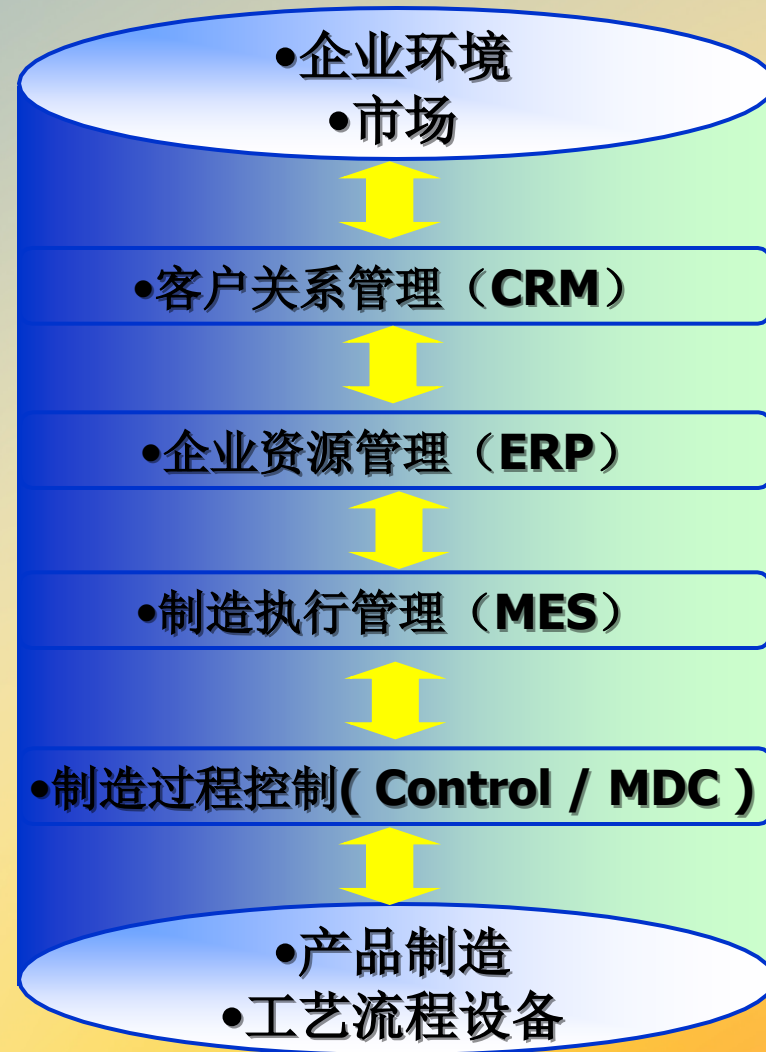 •企业环境
•市场
•客户关系管理（CRM）
•企业资源管理（ERP）
•制造执行管理（MES）
•制造过程控制( Control / MDC )
•产品制造
•工艺流程设备